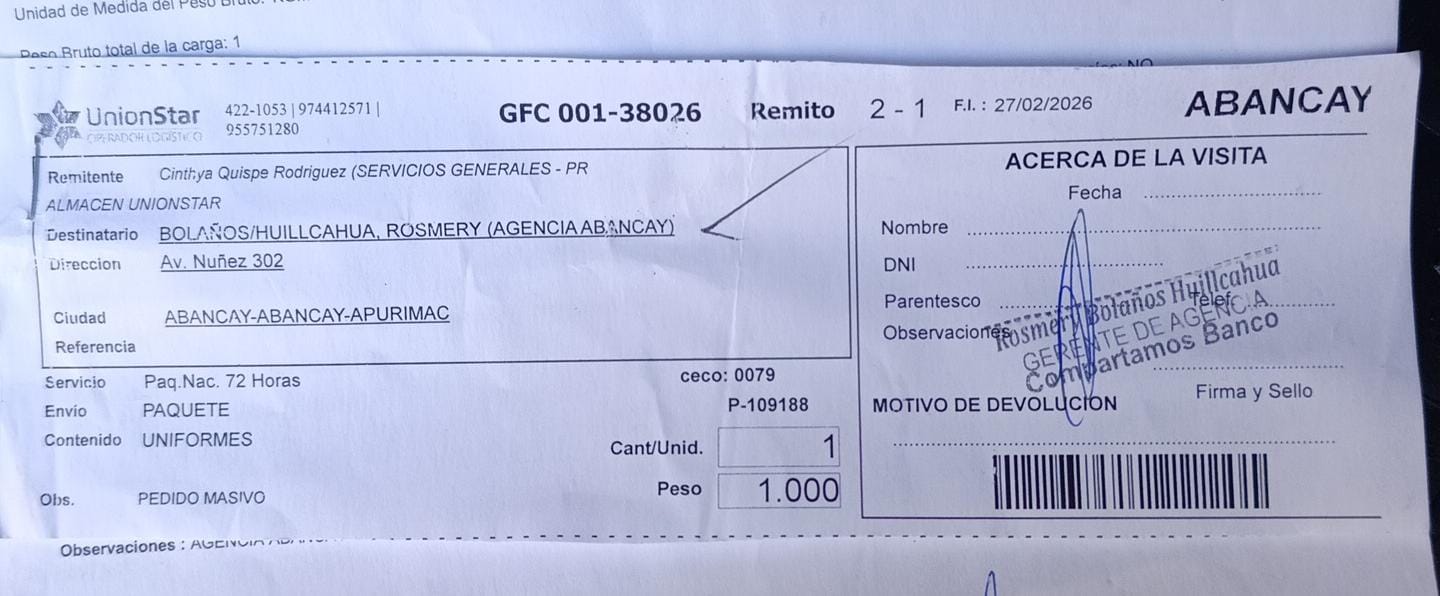 Unidad de Medida del Peso Bruto:
Peso Bruto total de la carga: 1
NO
UnionStar
OPERADOR LOGÍSTICO
422-1053 | 974412571 |
955751280
GFC 001-38026
Remito
2 - 1
F.I. : 27/02/2026
ABANCAY
Remitente Cinthya Quispe Rodriguez (SERVICIOS GENERALES - PR
ALMACEN UNIONSTAR
Destinatario BOLAÑOS/HUILLCAHUA, ROSMERY (AGENCIA ABANCAY)
Direccion Av. Nuñez 302
Ciudad ABANCAY-ABANCAY-APURIMAC
Referencia
Servicio Paq.Nac. 72 Horas
ceco: 0079
Envio PAQUETE
P-109188
Contenido UNIFORMES
Cant/Unid. 1
Peso 1.000
Obs. PEDIDO MASIVO
ACERCA DE LA VISITA
Fecha
Nombre
DNI
Parentesco
Telef
Observaciones
Rosmery Bolaños Huillcahua
GERENTE DE AGENCIA
Compartamos Banco
Firma y Sello
MOTIVO DE DEVOLUCION
Observaciones : AGENCIA